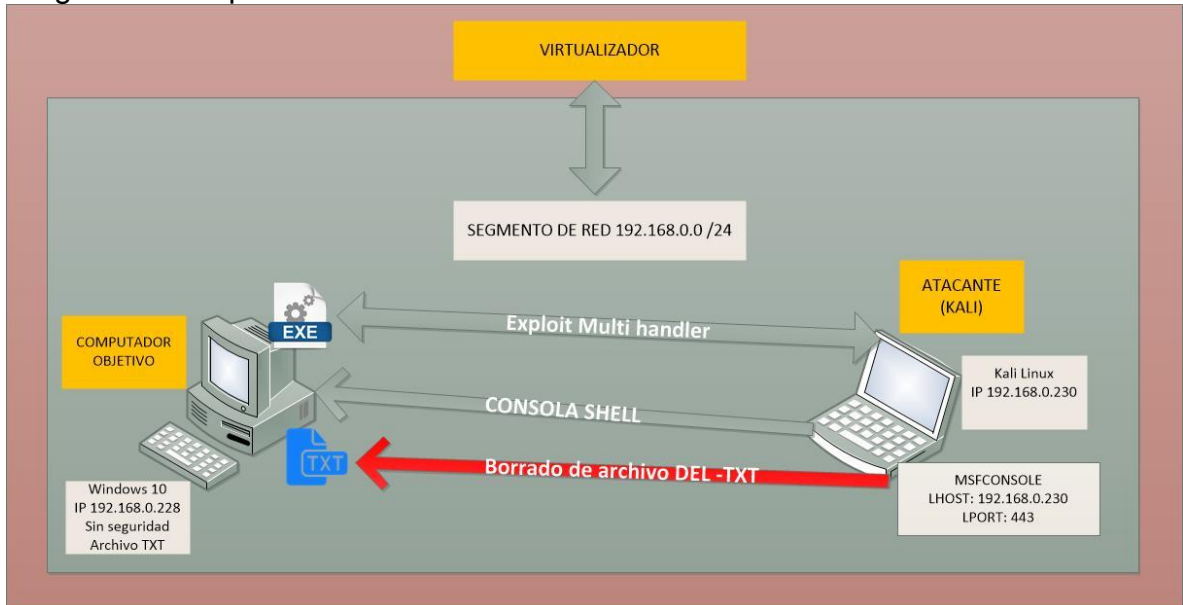 VIRTUALIZADOR
SEGMENTO DE RED 192.168.0.0 /24
ATACANTE
(KALI)
EXE
Exploit Multi handler
COMPUTADOR
OBJETIVO
Kali Linux
IP 192.168.0.230
CONSOLA SHELL
TXT
Borrado de archivo DEL -TXT
Windows 10
IP 192.168.0.228
Sin seguridad
Archivo TXT
MSFCONSOLE
LHOST: 192.168.0.230
LPORT: 443